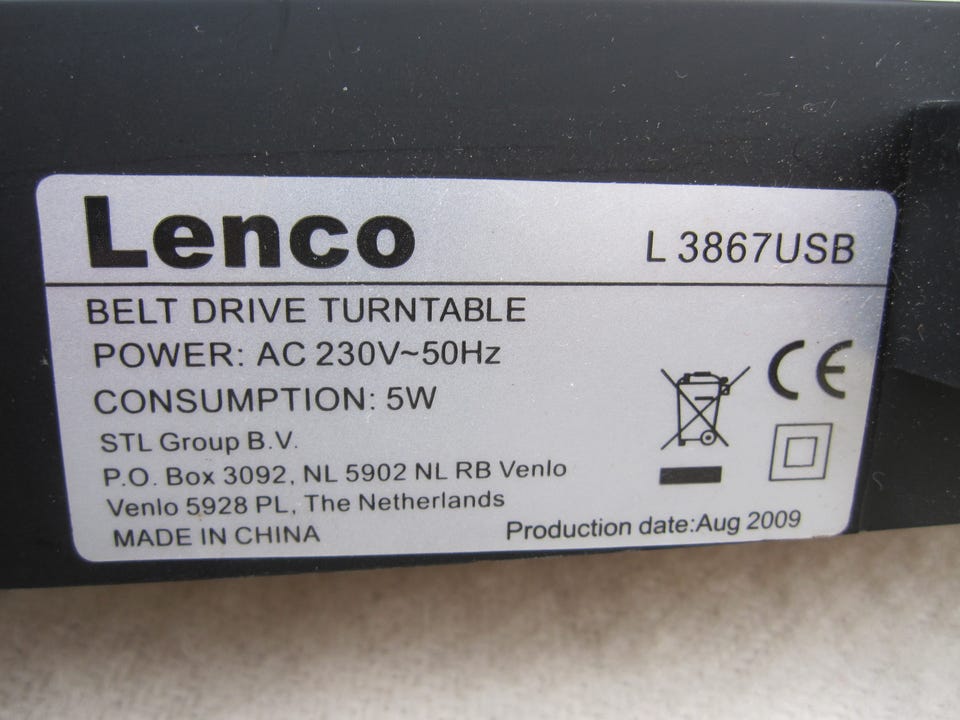 Lenco
L 3867USB
BELT DRIVE TURNTABLE
POWER: AC 230V~50Hz
CONSUMPTION: 5W
CE
STL Group B.V.
P.O. Box 3092, NL 5902 NL RB Venlo
Venlo 5928 PL, The Netherlands
MADE IN CHINA
Production date:Aug 2009